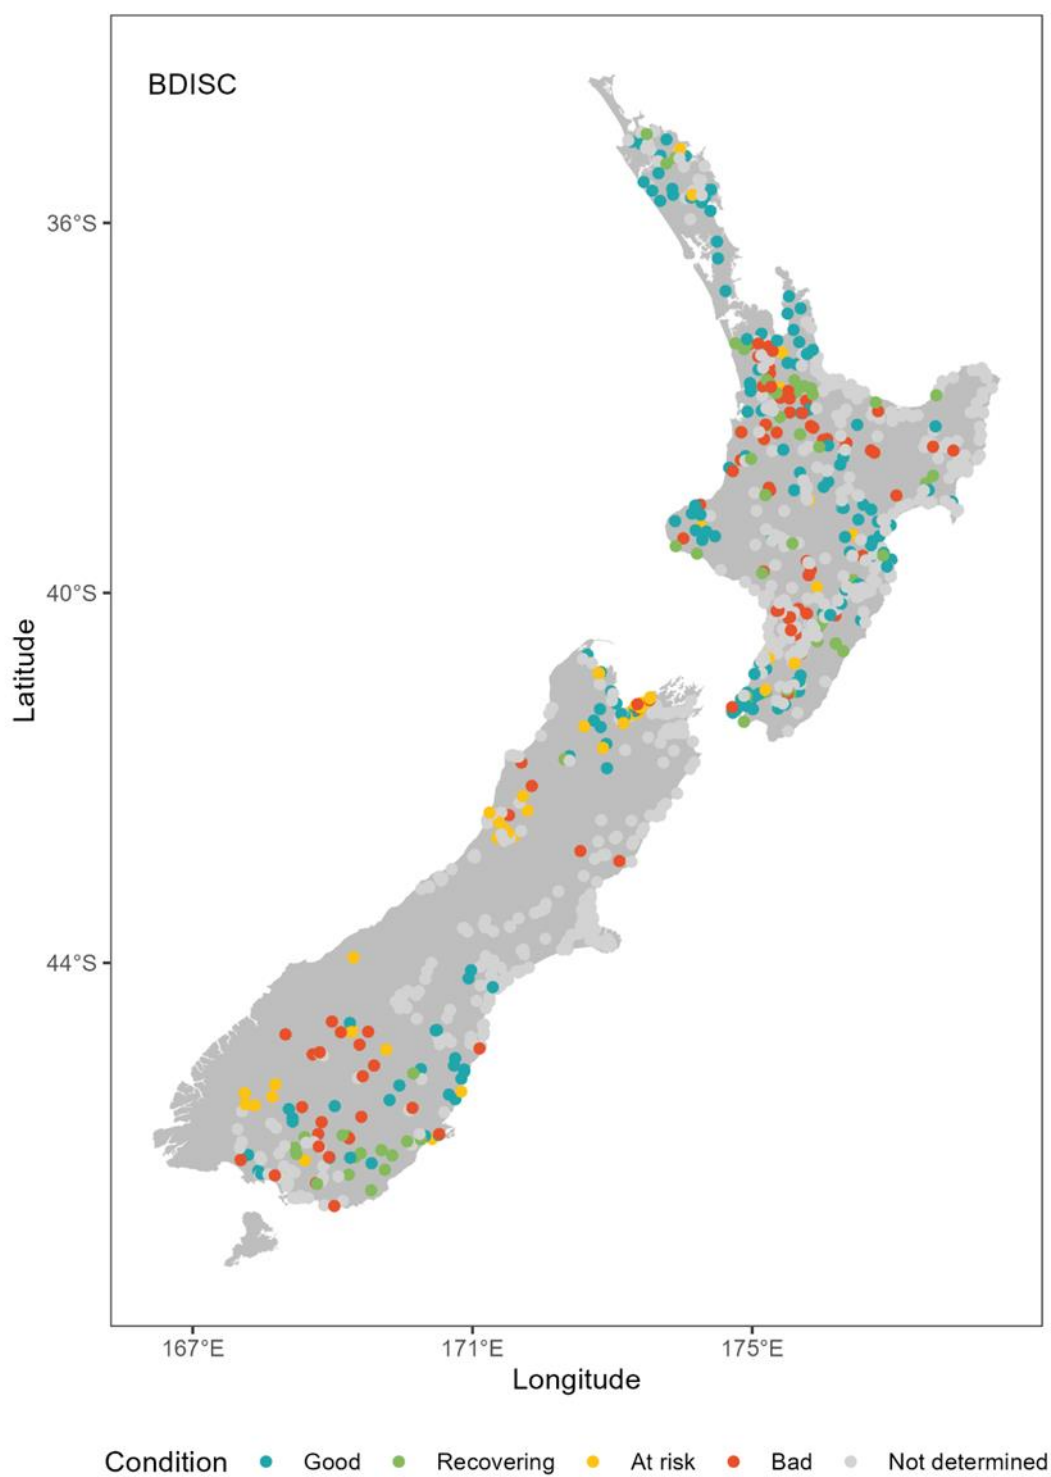 BDISC
36°S
40°S
44°S
Latitude
167°E 171°E 175°E
Longitude
Condition Good Recovering At risk Bad Not determined